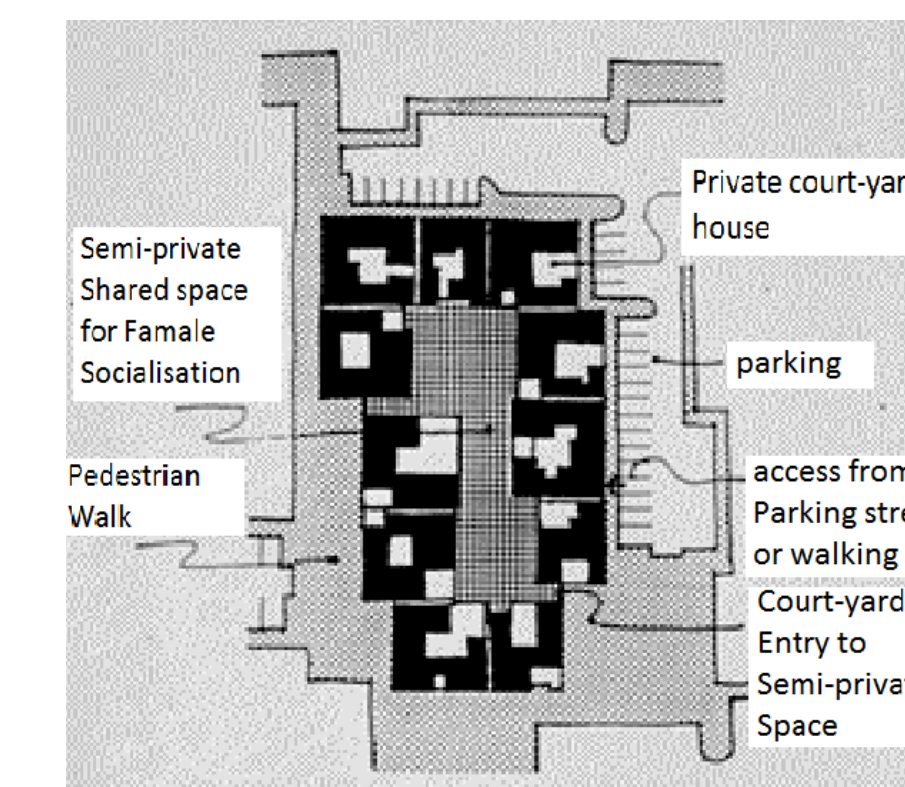 Private court-yar
house
Semi-private
Shared space
for Famale
Socialisation
parking
Pedestrian
Walk
access from
Parking stre
or walking
Court-yard
Entry to
Semi-privat
Space